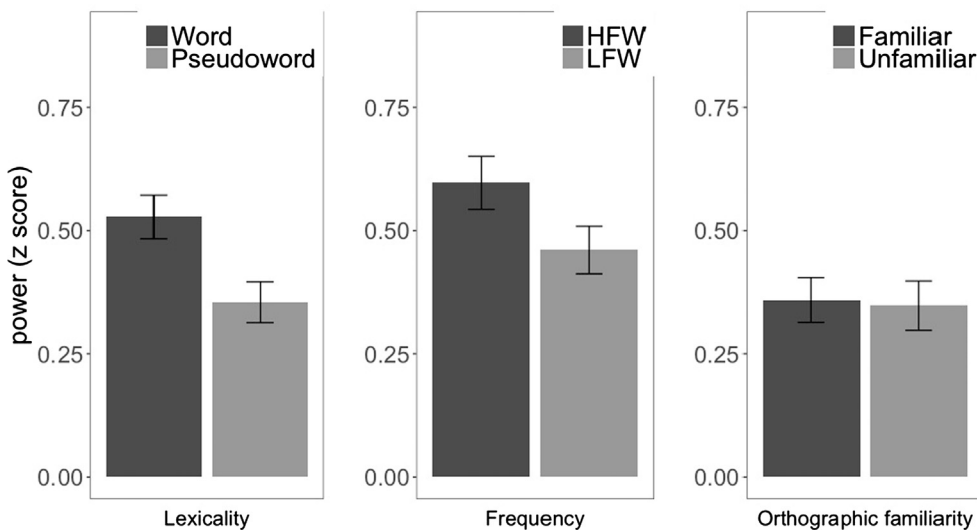 Word
Pseudoword
HFW
LFW
Familiar
Unfamiliar
0.75
0.50
0.25
0.00
0.75
0.50
0.25
0.00
0.75
0.50
0.25
0.00
power (z score)
Lexicality
Frequency
Orthographic familiarity